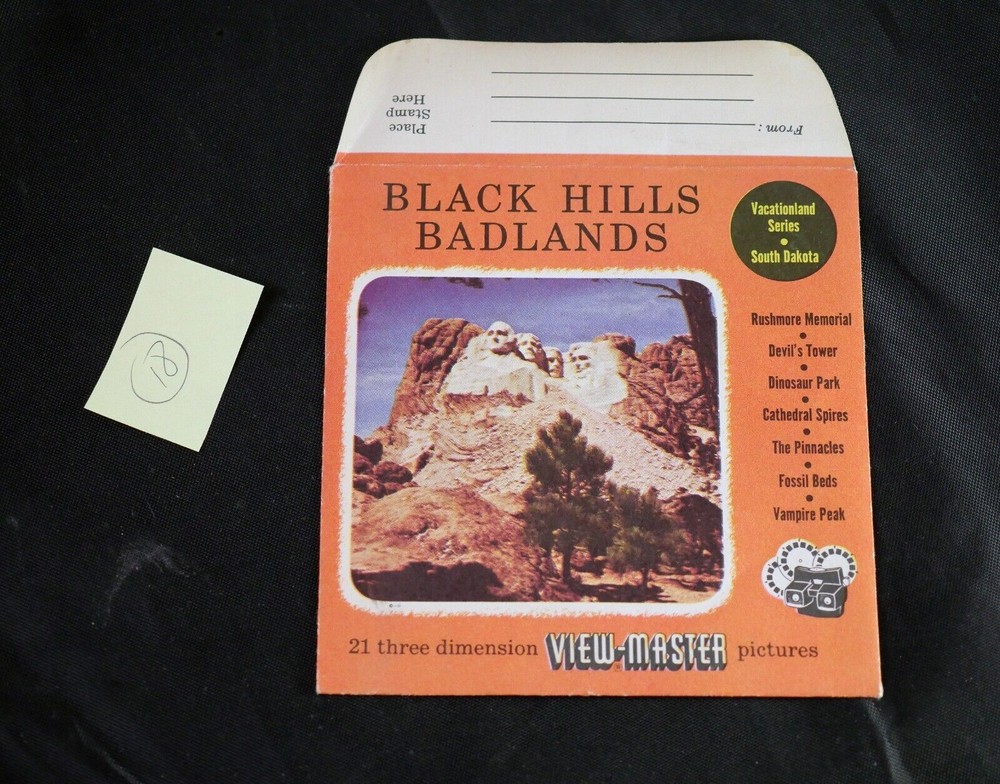 Place
Stamp
Here
From:
BLACK HILLS
BADLANDS
Vacationland
Series
•
South Dakota
Rushmore Memorial
•
Devil's Tower
•
Dinosaur Park
•
Cathedral Spires
•
The Pinnacles
•
Fossil Beds
•
Vampire Peak
21 three dimension VIEW-MASTER pictures